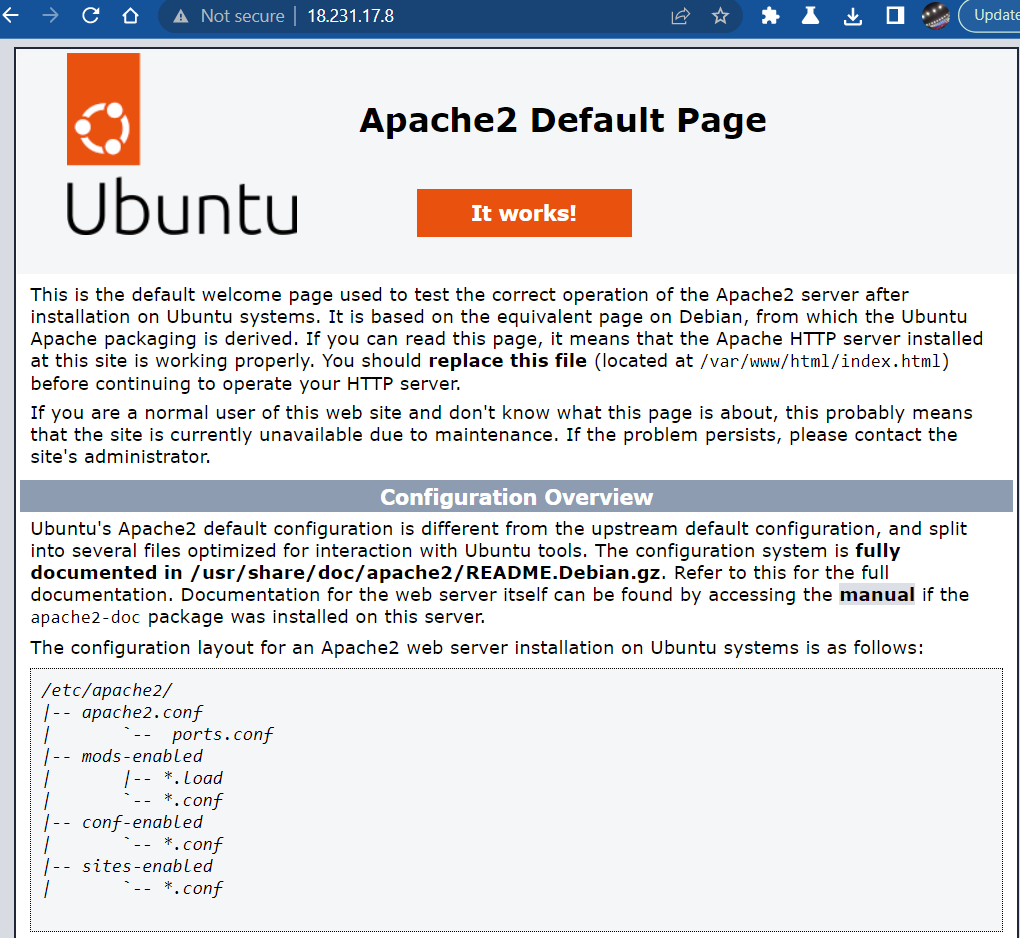 Not secure | 18.231.17.8 Update
Apache2 Default Page
Ubuntu
It works!
This is the default welcome page used to test the correct operation of the Apache2 server after
installation on Ubuntu systems. It is based on the equivalent page on Debian, from which the Ubuntu
Apache packaging is derived. If you can read this page, it means that the Apache HTTP server installed
at this site is working properly. You should replace this file (located at /var/www/html/index.html)
before continuing to operate your HTTP server.
If you are a normal user of this web site and don't know what this page is about, this probably means
that the site is currently unavailable due to maintenance. If the problem persists, please contact the
site's administrator.
Configuration Overview
Ubuntu's Apache2 default configuration is different from the upstream default configuration, and split
into several files optimized for interaction with Ubuntu tools. The configuration system is fully
documented in /usr/share/doc/apache2/README.Debian.gz. Refer to this for the full
documentation. Documentation for the web server itself can be found by accessing the manual if the
apache2-doc package was installed on this server.
The configuration layout for an Apache2 web server installation on Ubuntu systems is as follows:
/etc/apache2/
|-- apache2.conf
|       `--  ports.conf
|-- mods-enabled
|       |-- *.load
|       `-- *.conf
|-- conf-enabled
|       `-- *.conf
|-- sites-enabled
|       `-- *.conf